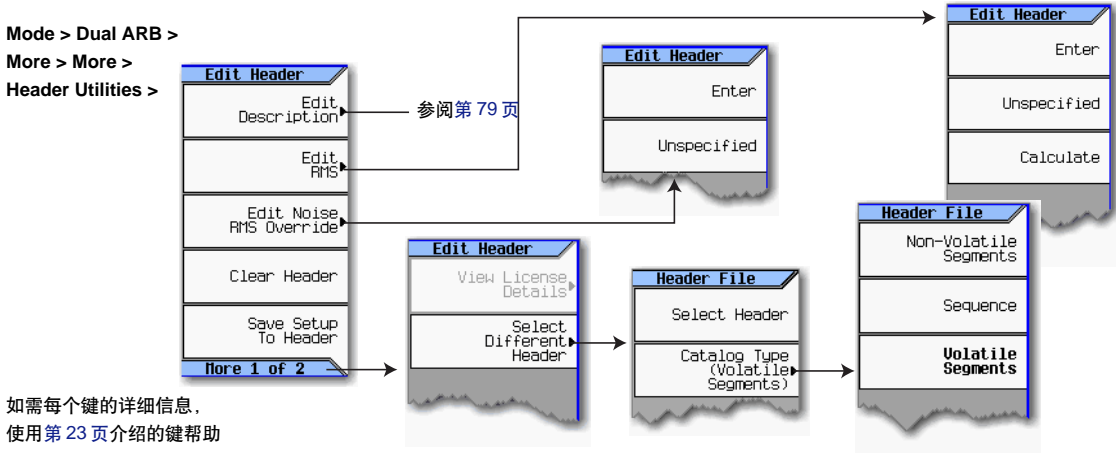 Mode > Dual ARB >
More > More >
Header Utilities >
Edit Header
Edit
Description
Edit
RMS
Edit Noise
RMS Override
Clear Header
Save Setup
To Header
More 1 of 2
参阅第 79 页
Edit Header
Enter
Unspecified
Edit Header
Enter
Unspecified
Calculate
Edit Header
View License
Details
Select
Different
Header
Header File
Select Header
Catalog Type
(Volatile
Segments)
Header File
Non-Volatile
Segments
Sequence
Volatile
Segments
如需每个键的详细信息,
使用第 23 页介绍的键帮助